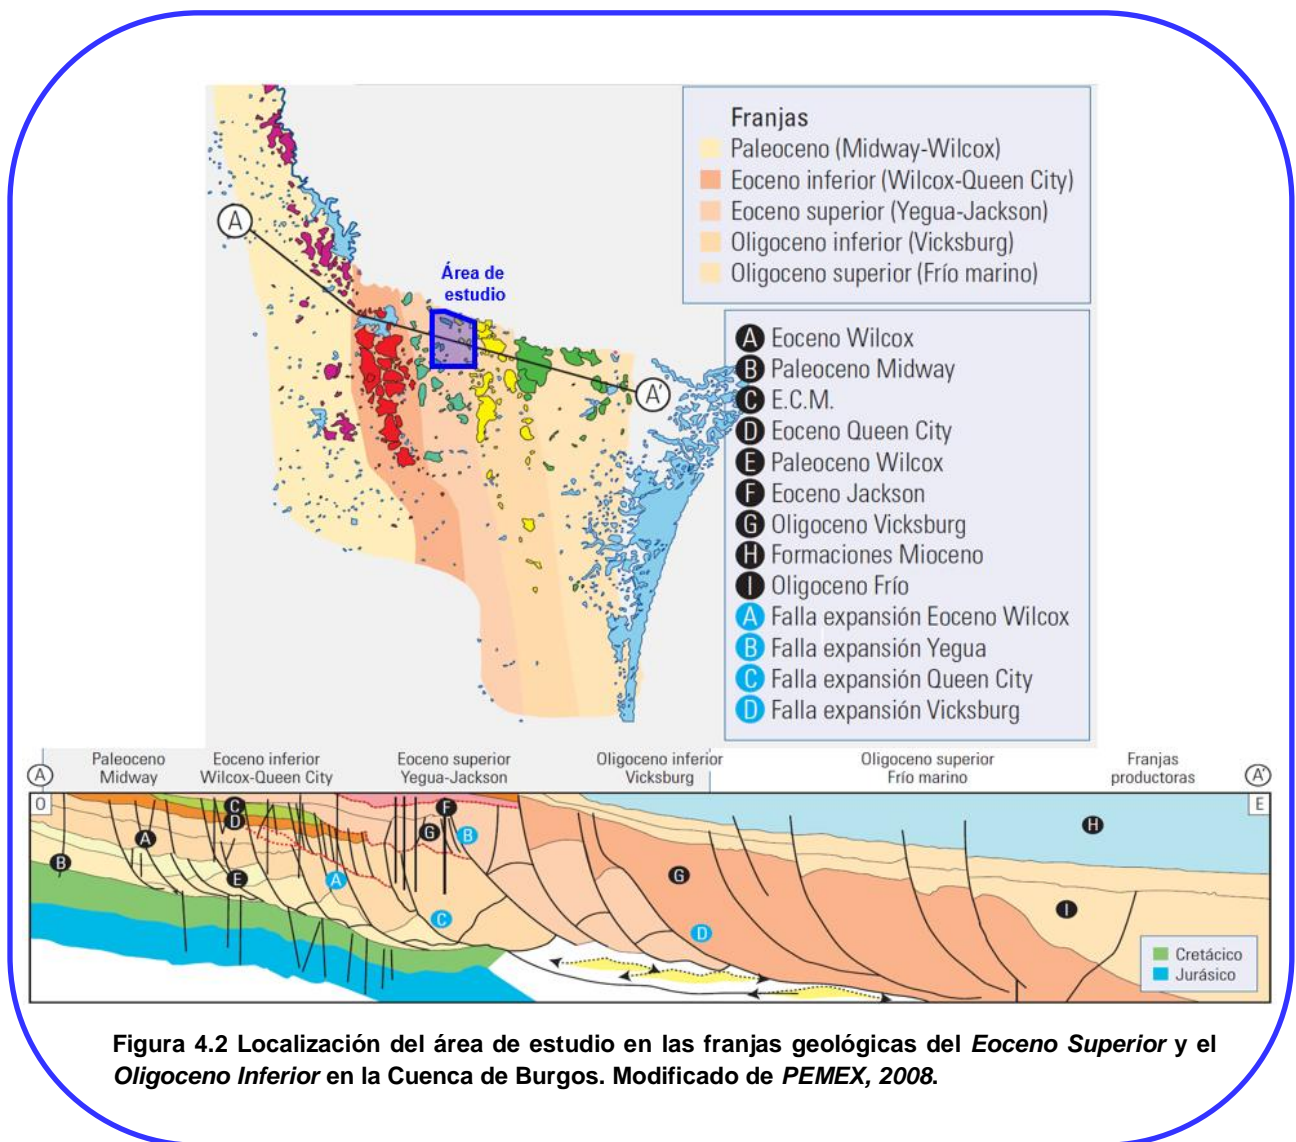 Franjas
Paleoceno (Midway-Wilcox)
Eoceno inferior (Wilcox-Queen City)
Eoceno superior (Yegua-Jackson)
Oligoceno inferior (Vicksburg)
Oligoceno superior (Frío marino)
A
Área de
estudio
A'
A Eoceno Wilcox
B Paleoceno Midway
C E.C.M.
D Eoceno Queen City
E Paleoceno Wilcox
F Eoceno Jackson
G Oligoceno Vicksburg
H Formaciones Mioceno
I Oligoceno Frío
A Falla expansión Eoceno Wilcox
B Falla expansión Yegua
C Falla expansión Queen City
D Falla expansión Vicksburg
Paleoceno
Midway
Eoceno inferior
Wilcox-Queen City
Eoceno superior
Yegua-Jackson
Oligoceno inferior
Vicksburg
Oligoceno superior
Frío marino
Franjas
productoras
A
A'
O
E
C
D
A
B
E
A
F
G
B
C
G
D
H
I
Cretácico
Jurásico
Figura 4.2 Localización del área de estudio en las franjas geológicas del Eoceno Superior y el
Oligoceno Inferior en la Cuenca de Burgos. Modificado de PEMEX, 2008.